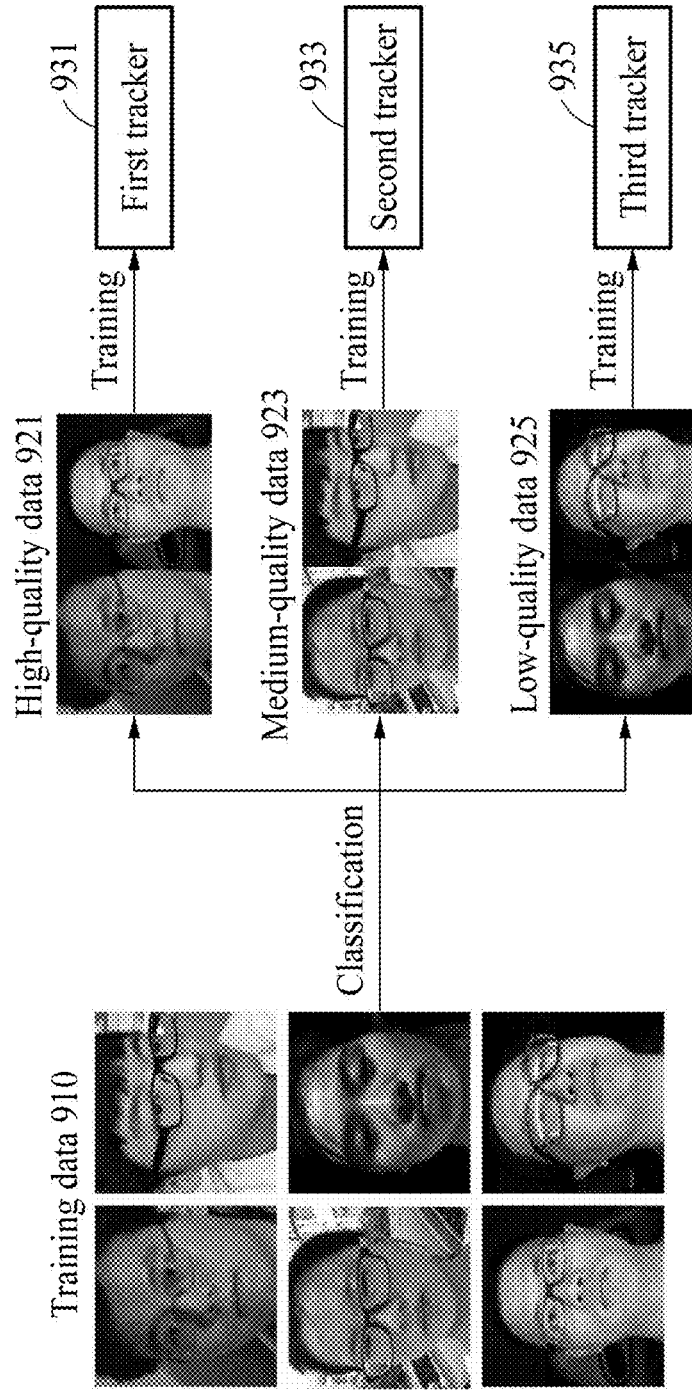 Training data 910
Classification
High-quality data 921
Training
First tracker
931
Medium-quality data 923
Training
Second tracker
933
Low-quality data 925
Training
Third tracker
935